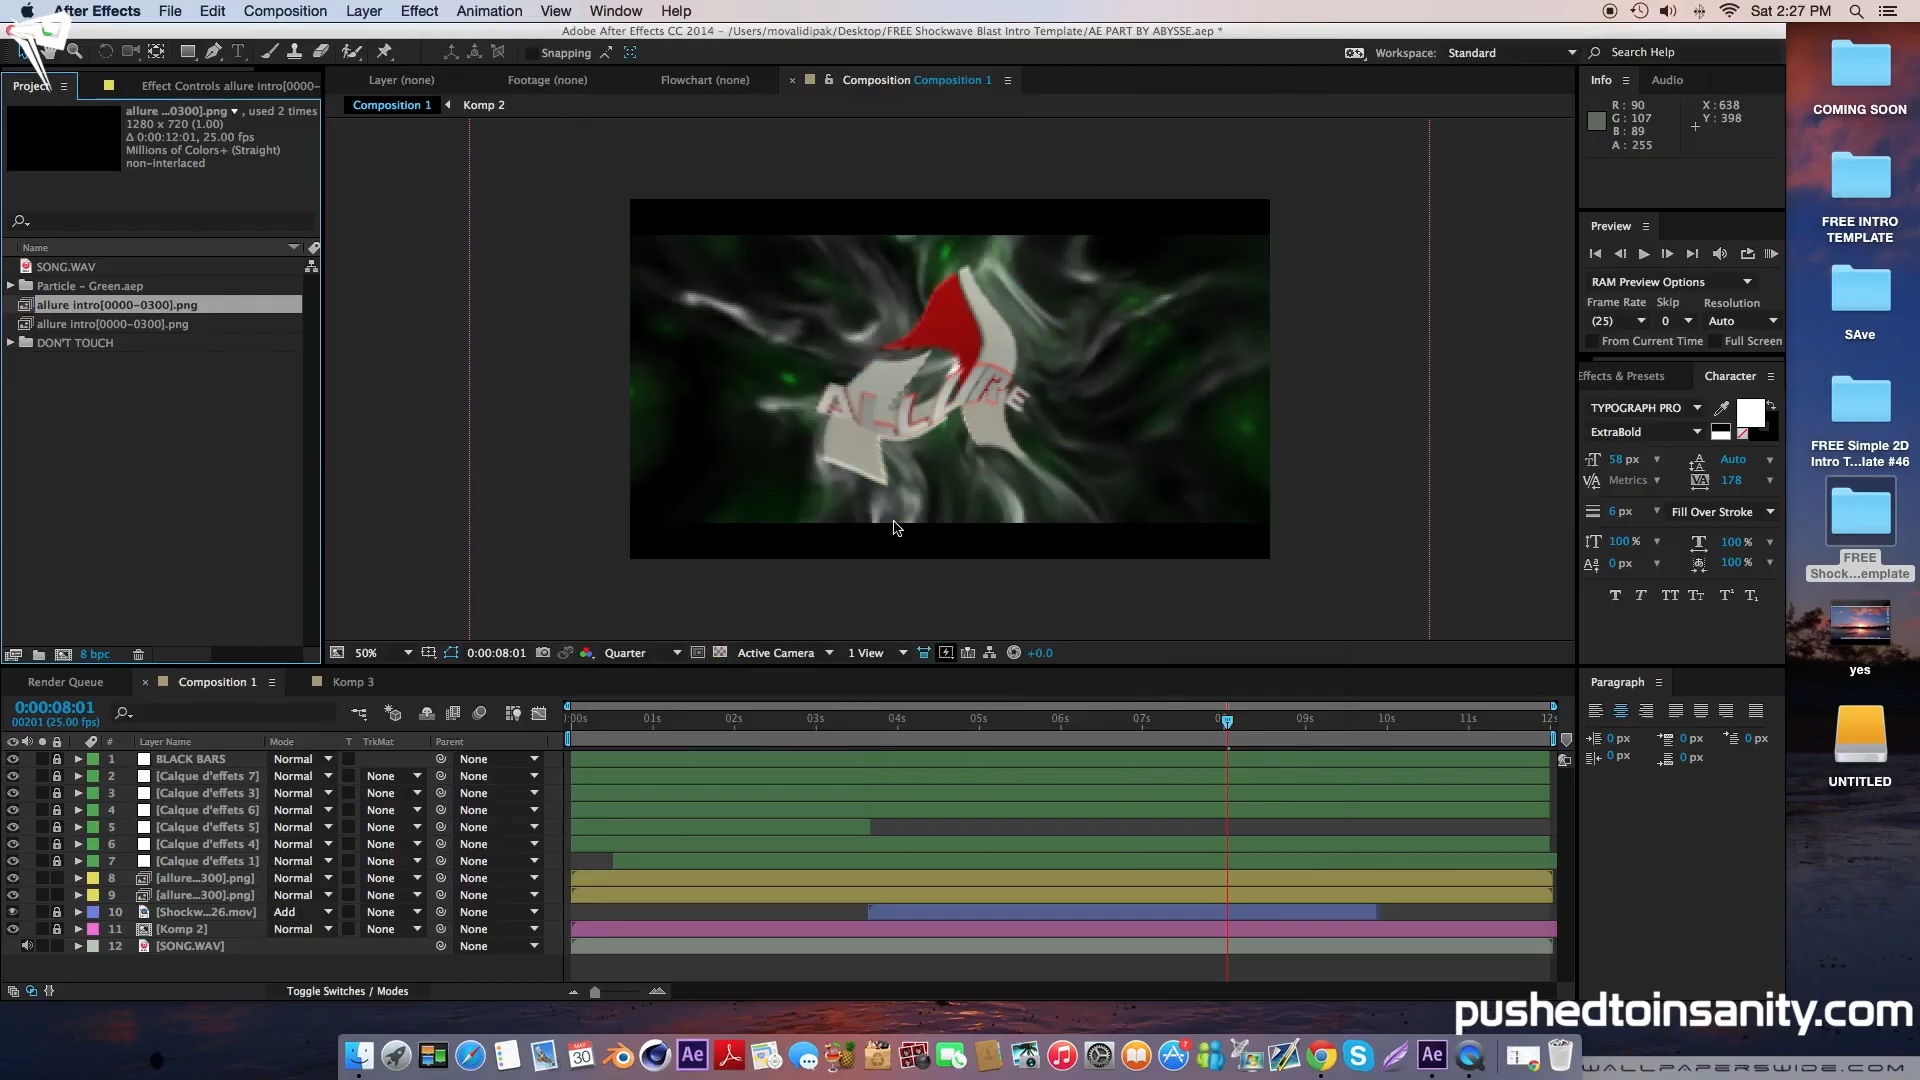 After Effects File Edit Composition Layer Effect Animation View Window Help Sat 2:27 PM
Adobe After Effects CC 2014 - /Users/movalidipak/Desktop/FREE Shockwave Blast Intro Template/AE PART BY ABYSSE.aep *
Snapping Workspace: Standard Search Help
Project Effect Controls allure intro[0000- Layer (none) Footage (none) Flowchart (none) Composition Composition 1 Info Audio
allure ...0300].png , used 2 times
1280 x 720 (1.00)
Δ 0:00:12:01, 25.00 fps
Millions of Colors+ (Straight)
non-interlaced
Composition 1 Komp 2
R: 90 X: 638
G: 107 Y: 398
B: 89
A: 255
Name
SONG.WAV
Particle - Green.aep
allure intro[0000-0300].png
allure intro[0000-0300].png
DON'T TOUCH
8 bpc
ALLURE
50% 0:00:08:01 Quarter Active Camera 1 View +0.0
Preview
RAM Preview Options
Frame Rate Skip Resolution
(25) 0 Auto
From Current Time Full Screen
Effects & Presets Character
TYPOGRAPH PRO
ExtraBold
58 px Auto
Metrics 178
6 px Fill Over Stroke
100 % 100 %
0 px 100 %
Paragraph
0 px 0 px 0 px
0 px 0 px
Render Queue Composition 1 Komp 3
0:00:08:01
00201 (25.00 fps)
:00s 01s 02s 03s 04s 05s 06s 07s 09s 10s 11s 12s
# Layer Name Mode T TrkMat Parent
1 BLACK BARS Normal None
2 [Calque d'effets 7] Normal None None
3 [Calque d'effets 3] Normal None None
4 [Calque d'effets 6] Normal None None
5 [Calque d'effets 5] Normal None None
6 [Calque d'effets 4] Normal None None
7 [Calque d'effets 1] Normal None None
8 [allure...300].png] Normal None None
9 [allure...300].png] Normal None None
10 [Shockw...26.mov] Add None None
11 [Komp 2] Normal None None
12 [SONG.WAV] None
Toggle Switches / Modes
COMING SOON
FREE INTRO
TEMPLATE
SAve
FREE Simple 2D
Intro T...late #46
FREE
Shock...emplate
yes
UNTITLED
pushedtoinsanity.com
WALLPAPERSWIDE.COM
MAY
30
Ae
7
Ae